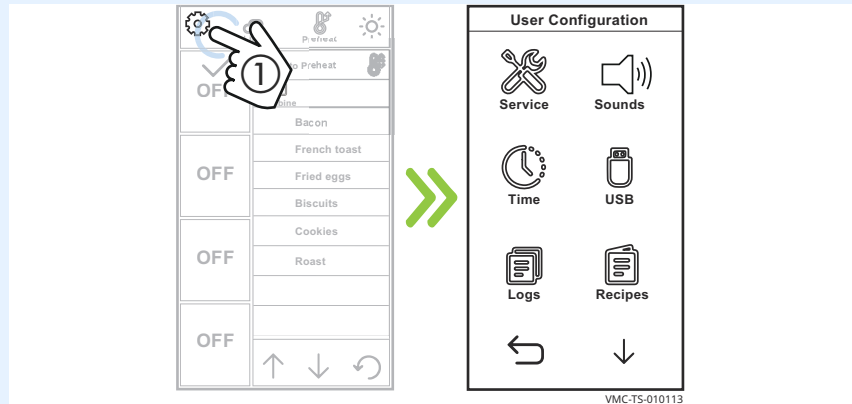 Preheat
1
Preheat
OFF
Bacon
French toast
OFF
Fried eggs
Biscuits
Cookies
OFF
Roast
OFF
User Configuration
Service
Sounds
Time
USB
Logs
Recipes
VMC-TS-010113